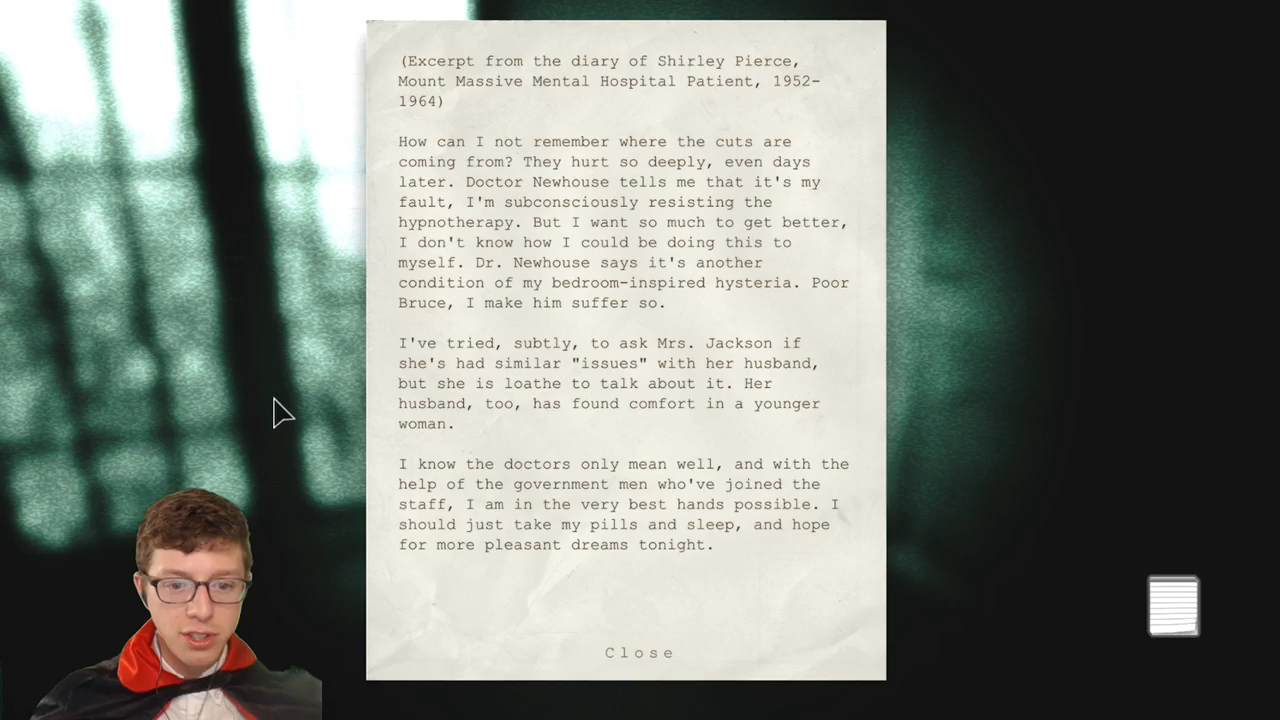 (Excerpt from the diary of Shirley Pierce,
Mount Massive Mental Hospital Patient, 1952-
1964)
How can I not remember where the cuts are
coming from? They hurt so deeply, even days
later. Doctor Newhouse tells me that it's my
fault, I'm subconsciously resisting the
hypnotherapy. But I want so much to get better,
I don't know how I could be doing this to
myself. Dr. Newhouse says it's another
condition of my bedroom-inspired hysteria. Poor
Bruce, I make him suffer so.
I've tried, subtly, to ask Mrs. Jackson if
she's had similar "issues" with her husband,
but she is loathe to talk about it. Her
husband, too, has found comfort in a younger
woman.
I know the doctors only mean well, and with the
help of the government men who've joined the
staff, I am in the very best hands possible. I
should just take my pills and sleep, and hope
for more pleasant dreams tonight.
Close